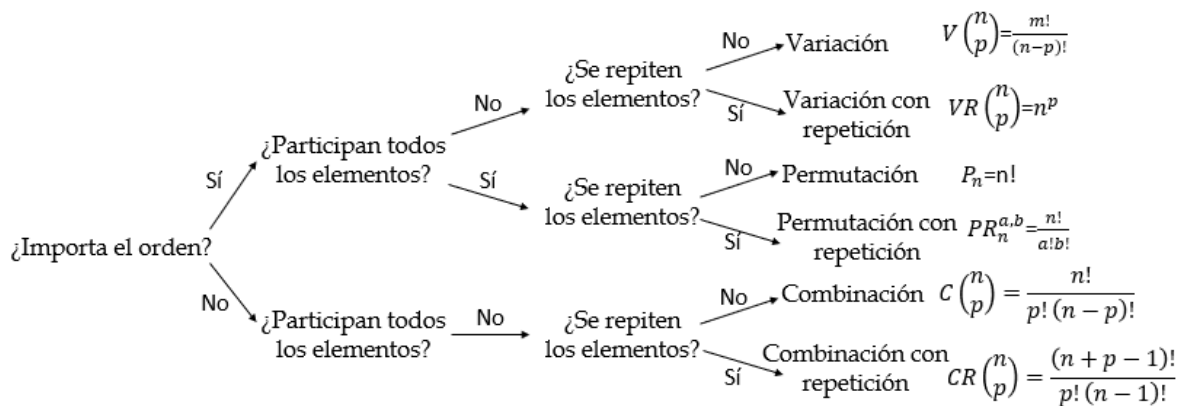 ¿Importa el orden?
Sí
¿Participan todos
los elementos?
No
¿Se repiten
los elementos?
No
Variación
V(n p)=m!/(n−p)!
Sí
Variación con
repetición
VR(n p)=n^p
Sí
¿Se repiten
los elementos?
No
Permutación
P_n=n!
Sí
Permutación con
repetición
PR_n^{a,b}=n!/a!b!
No
¿Participan todos
los elementos?
No
¿Se repiten
los elementos?
No
Combinación
C(n p) = n!/p! (n − p)!
Sí
Combinación con
repetición
CR(n p) = (n + p − 1)!/p! (n − 1)!